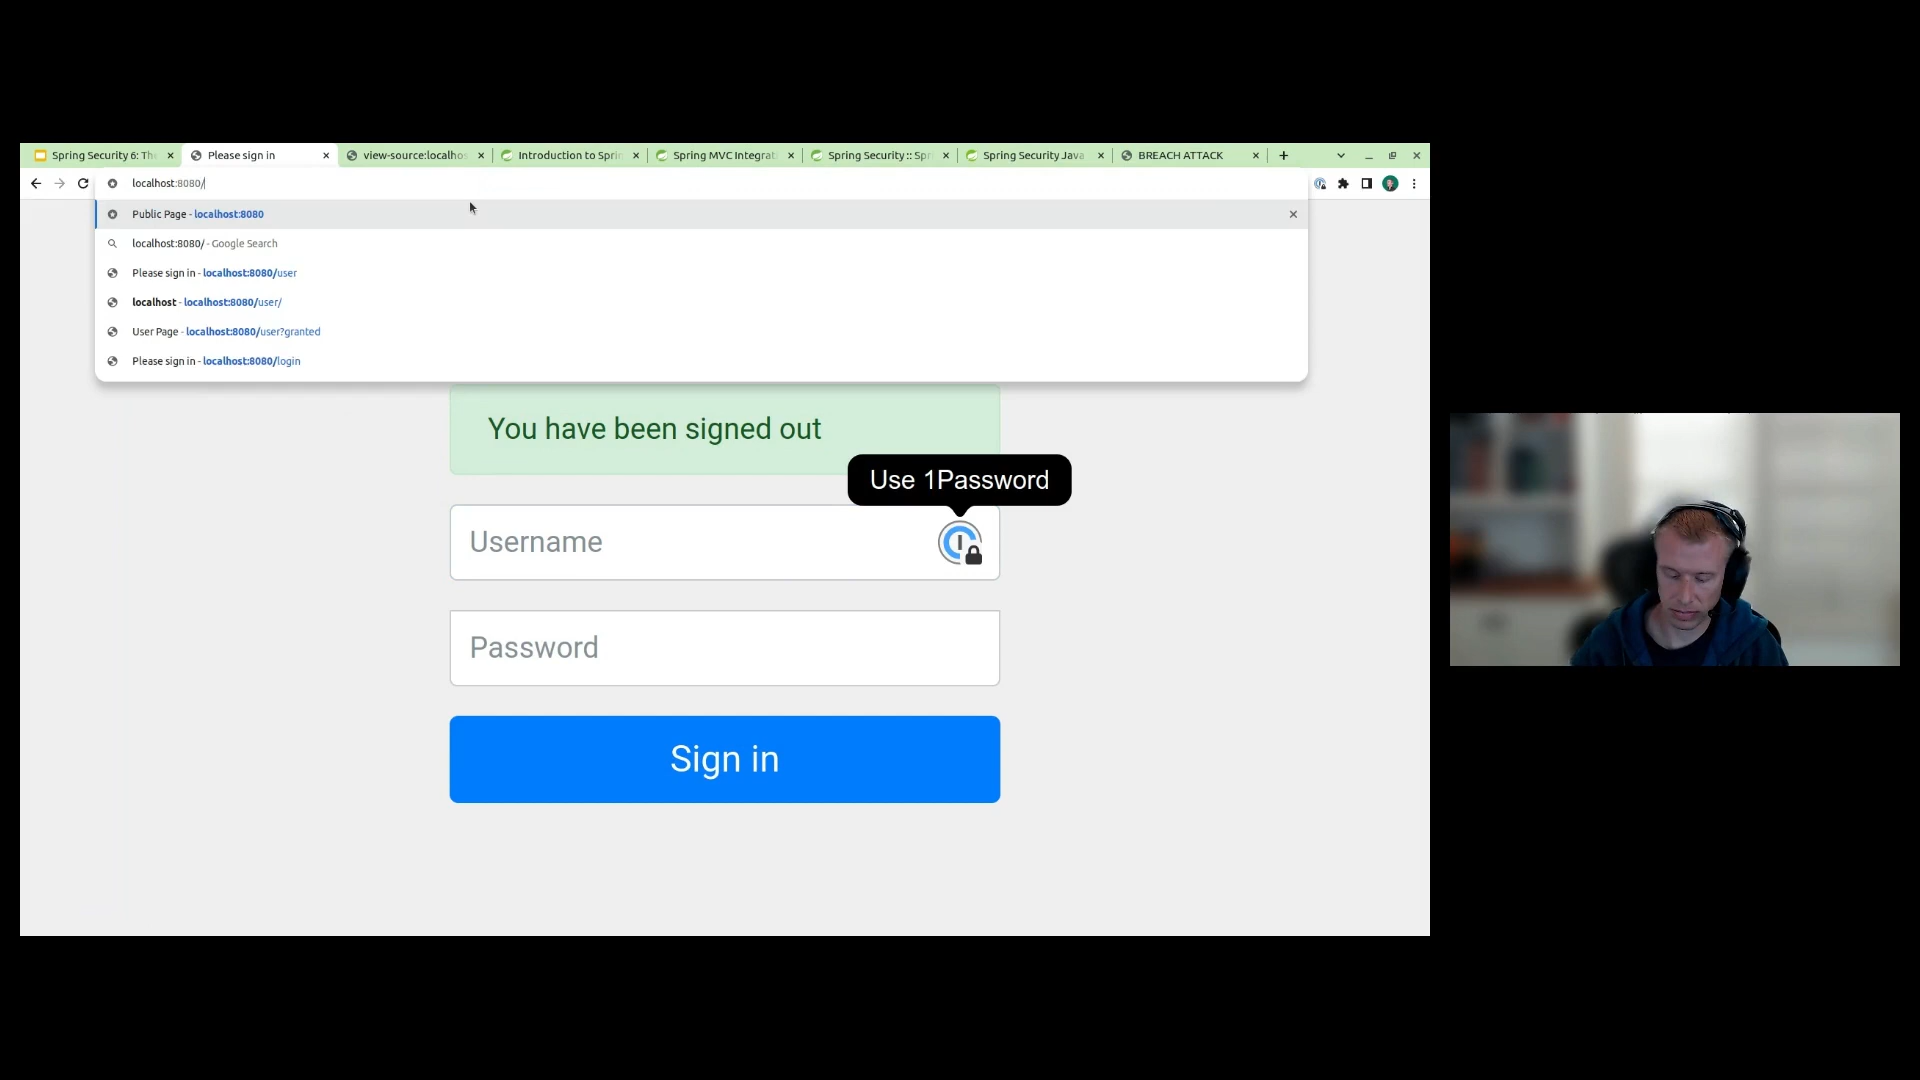 Spring Security 6: Th
Please sign in
view-source:localhos
Introduction to Sprin
Spring MVC Integrat
Spring Security :: Spr
Spring Security Java
BREACH ATTACK
localhost:8080/
Public Page - localhost:8080
localhost:8080/ - Google Search
Please sign in - localhost:8080/user
localhost - localhost:8080/user/
User Page - localhost:8080/user?granted
Please sign in - localhost:8080/login
You have been signed out
Use 1Password
Username
Password
Sign in